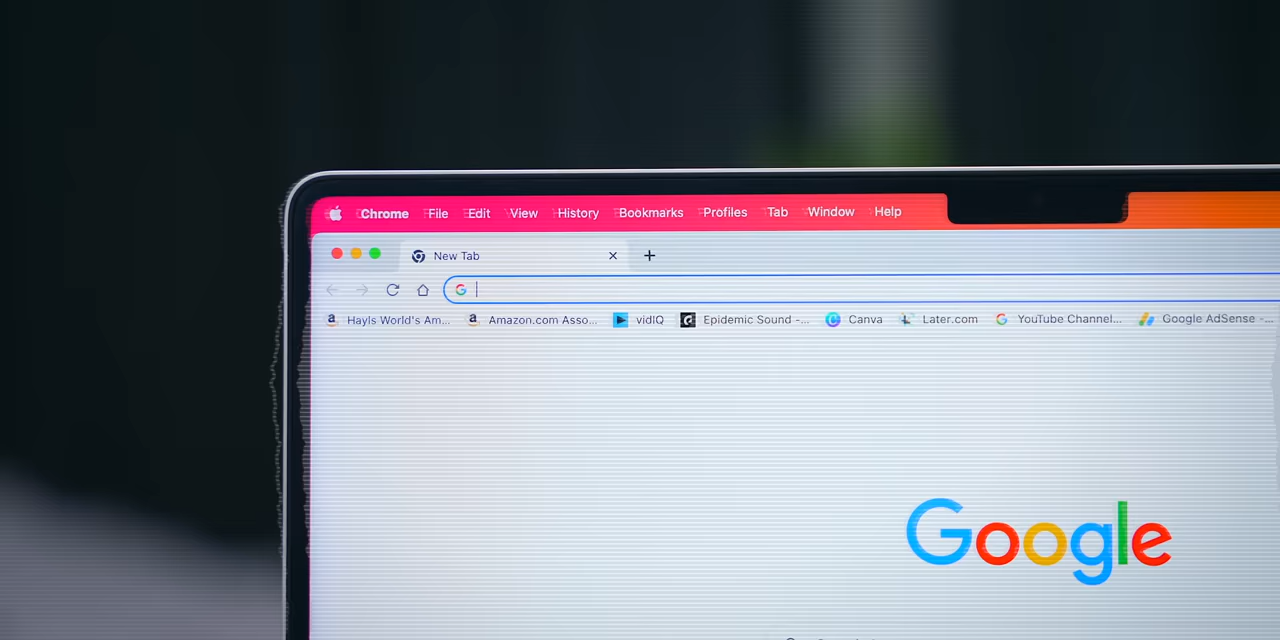 Chrome File Edit View History Bookmarks Profiles Tab Window Help
New Tab
Hayls World's Am... Amazon.com Asso... vidIQ Epidemic Sound -... Canva Later.com YouTube Channel... Google AdSense -...
Google